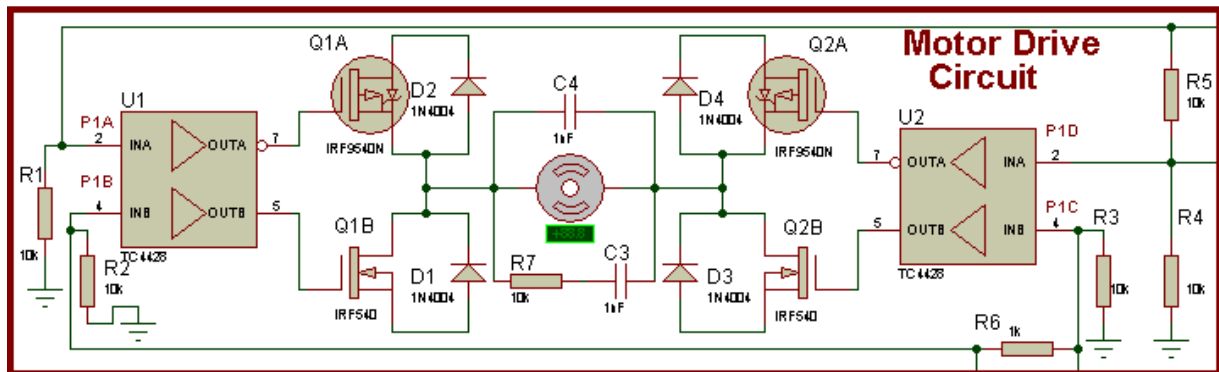 Motor Drive
Circuit
Q1A
D2
1N4004
IRF9540N
C4
1nF
D4
1N4004
Q2A
IRF9540N
R5
10k
U1
P1A
2
INA
OUTA
7
P1B
4
INB
OUTB
5
TC4428
R1
10k
R2
10k
Q1B
D1
1N4004
IRF540
+88.8
R7
10k
C3
1nF
D3
1N4004
Q2B
IRF540
U2
7
OUTA
INA
2
P1D
5
OUTB
INB
4
P1C
TC4428
R3
10k
R4
10k
R6
1k